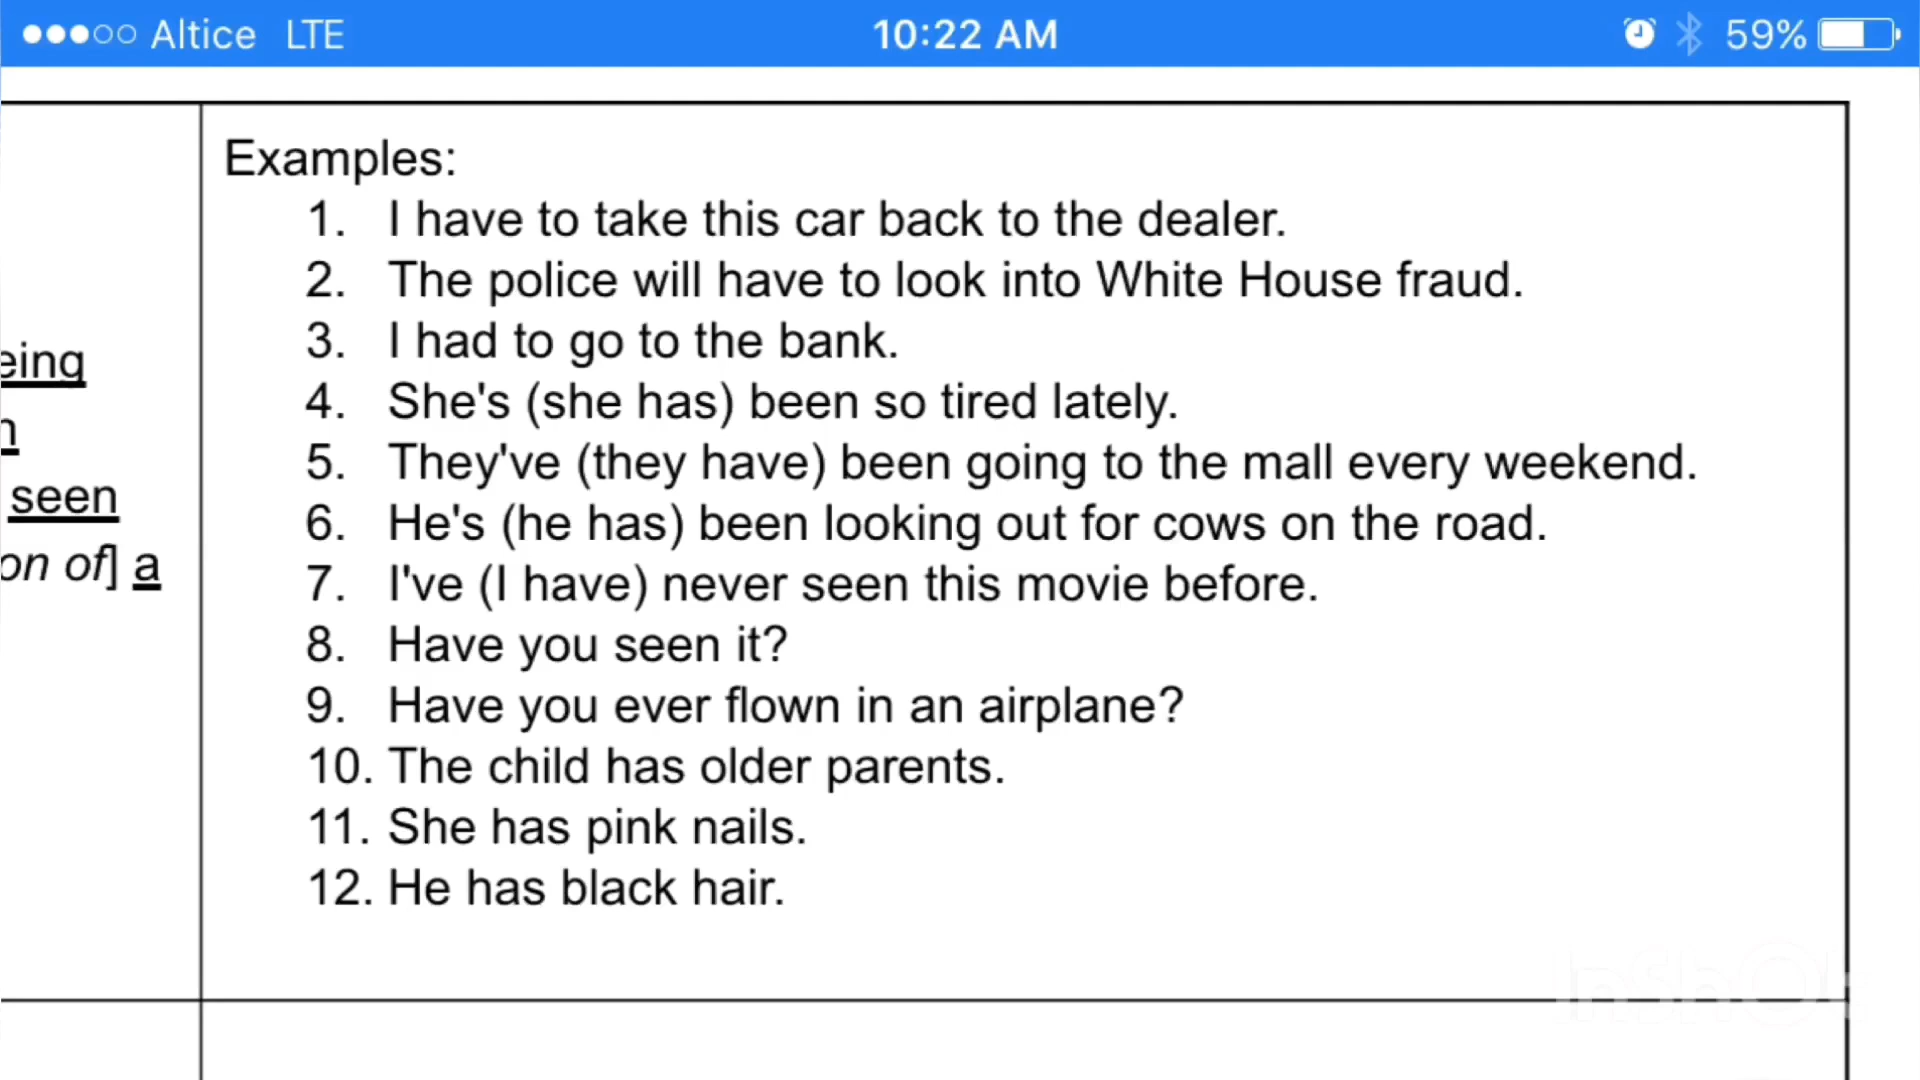 Altice LTE 10:22 AM 59%
Examples:
1. I have to take this car back to the dealer.
2. The police will have to look into White House fraud.
3. I had to go to the bank.
4. She's (she has) been so tired lately.
5. They've (they have) been going to the mall every weekend.
6. He's (he has) been looking out for cows on the road.
7. I've (I have) never seen this movie before.
8. Have you seen it?
9. Have you ever flown in an airplane?
10. The child has older parents.
11. She has pink nails.
12. He has black hair.
eing
n
seen
on of] a
InShOt